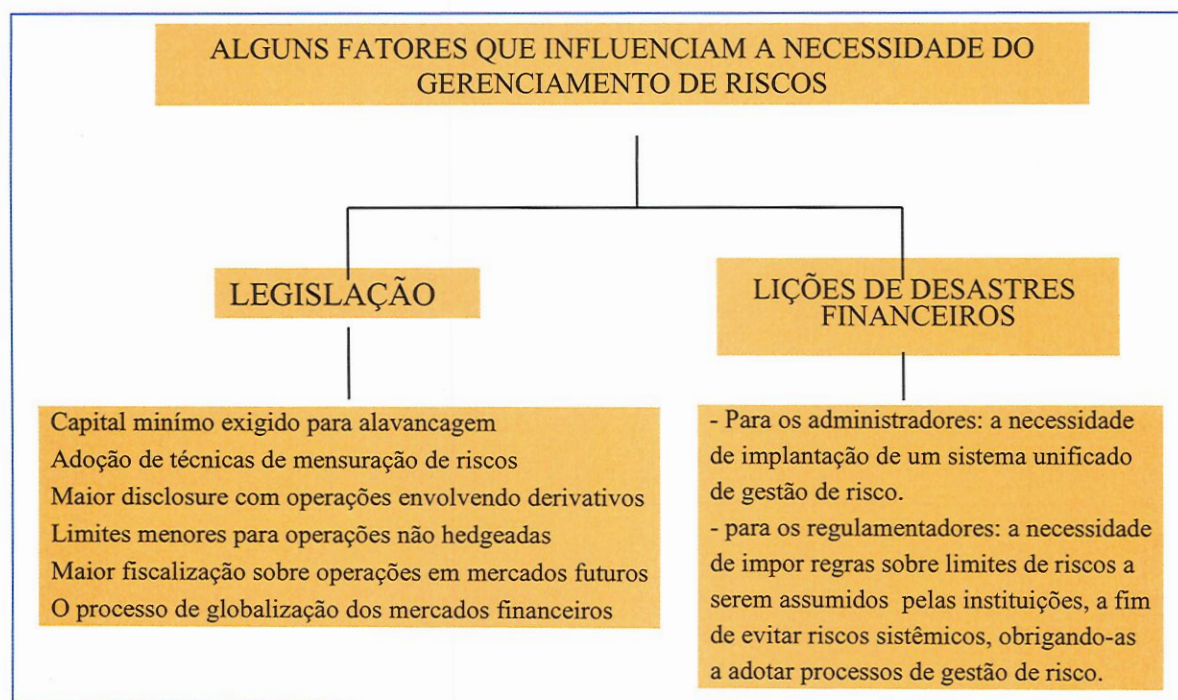 ALGUNS FATORES QUE INFLUENCIAM A NECESSIDADE DO
GERENCIAMENTO DE RISCOS
LEGISLAÇÃO
Capital minímo exigido para alavancagem
Adoção de técnicas de mensuração de riscos
Maior disclosure com operações envolvendo derivativos
Limites menores para operações não hedgeadas
Maior fiscalização sobre operações em mercados futuros
O processo de globalização dos mercados financeiros
LIÇÕES DE DESASTRES
FINANCEIROS
- Para os administradores: a necessidade
de implantação de um sistema unificado
de gestão de risco.
- para os regulamentadores: a necessidade
de impor regras sobre limites de riscos a
serem assumidos pelas instituições, a fim
de evitar riscos sistêmicos, obrigando-as
a adotar processos de gestão de risco.